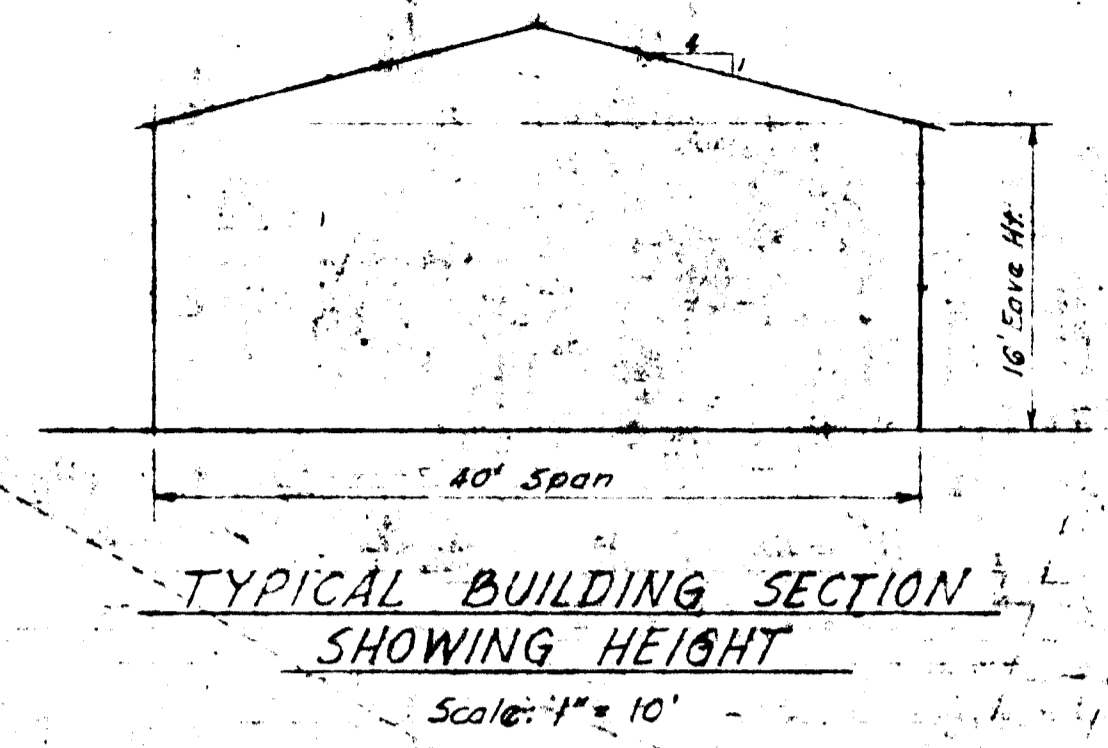 4
1
16' Eave Ht.
40' Span
TYPICAL BUILDING SECTION
SHOWING HEIGHT
Scale: 1" = 10'